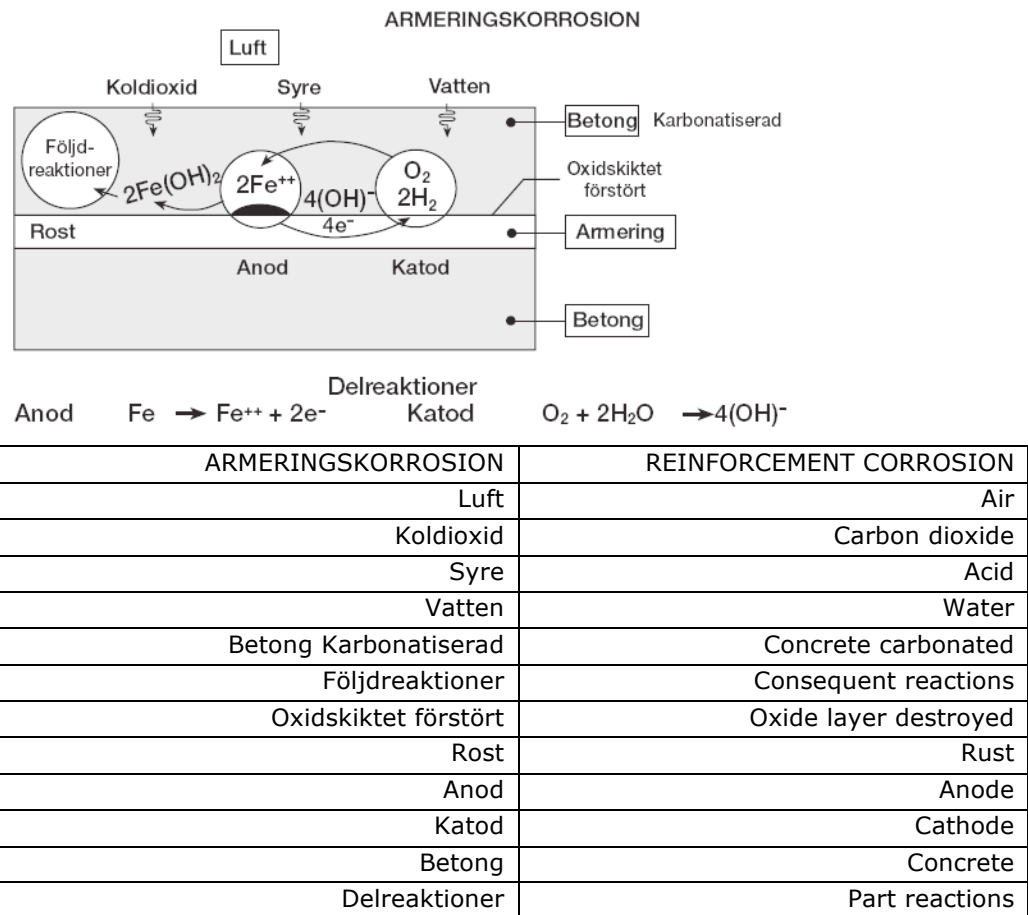 ARMERINGSKORROSION
Luft
Koldioxid Syre Vatten
Betong Karbonatiserad
Följd-
reaktioner
2Fe(OH)₂
2Fe⁺⁺
4(OH)⁻
O₂
2H₂
Oxidskiktet
förstört
4e⁻
Rost
Armering
Anod Katod
Betong
Delreaktioner
Anod Fe → Fe⁺⁺ + 2e⁻ Katod O₂ + 2H₂O →4(OH)⁻
ARMERINGSKORROSION REINFORCEMENT CORROSION
Luft Air
Koldioxid Carbon dioxide
Syre Acid
Vatten Water
Betong Karbonatiserad Concrete carbonated
Följdreaktioner Consequent reactions
Oxidskiktet förstört Oxide layer destroyed
Rost Rust
Anod Anode
Katod Cathode
Betong Concrete
Delreaktioner Part reactions